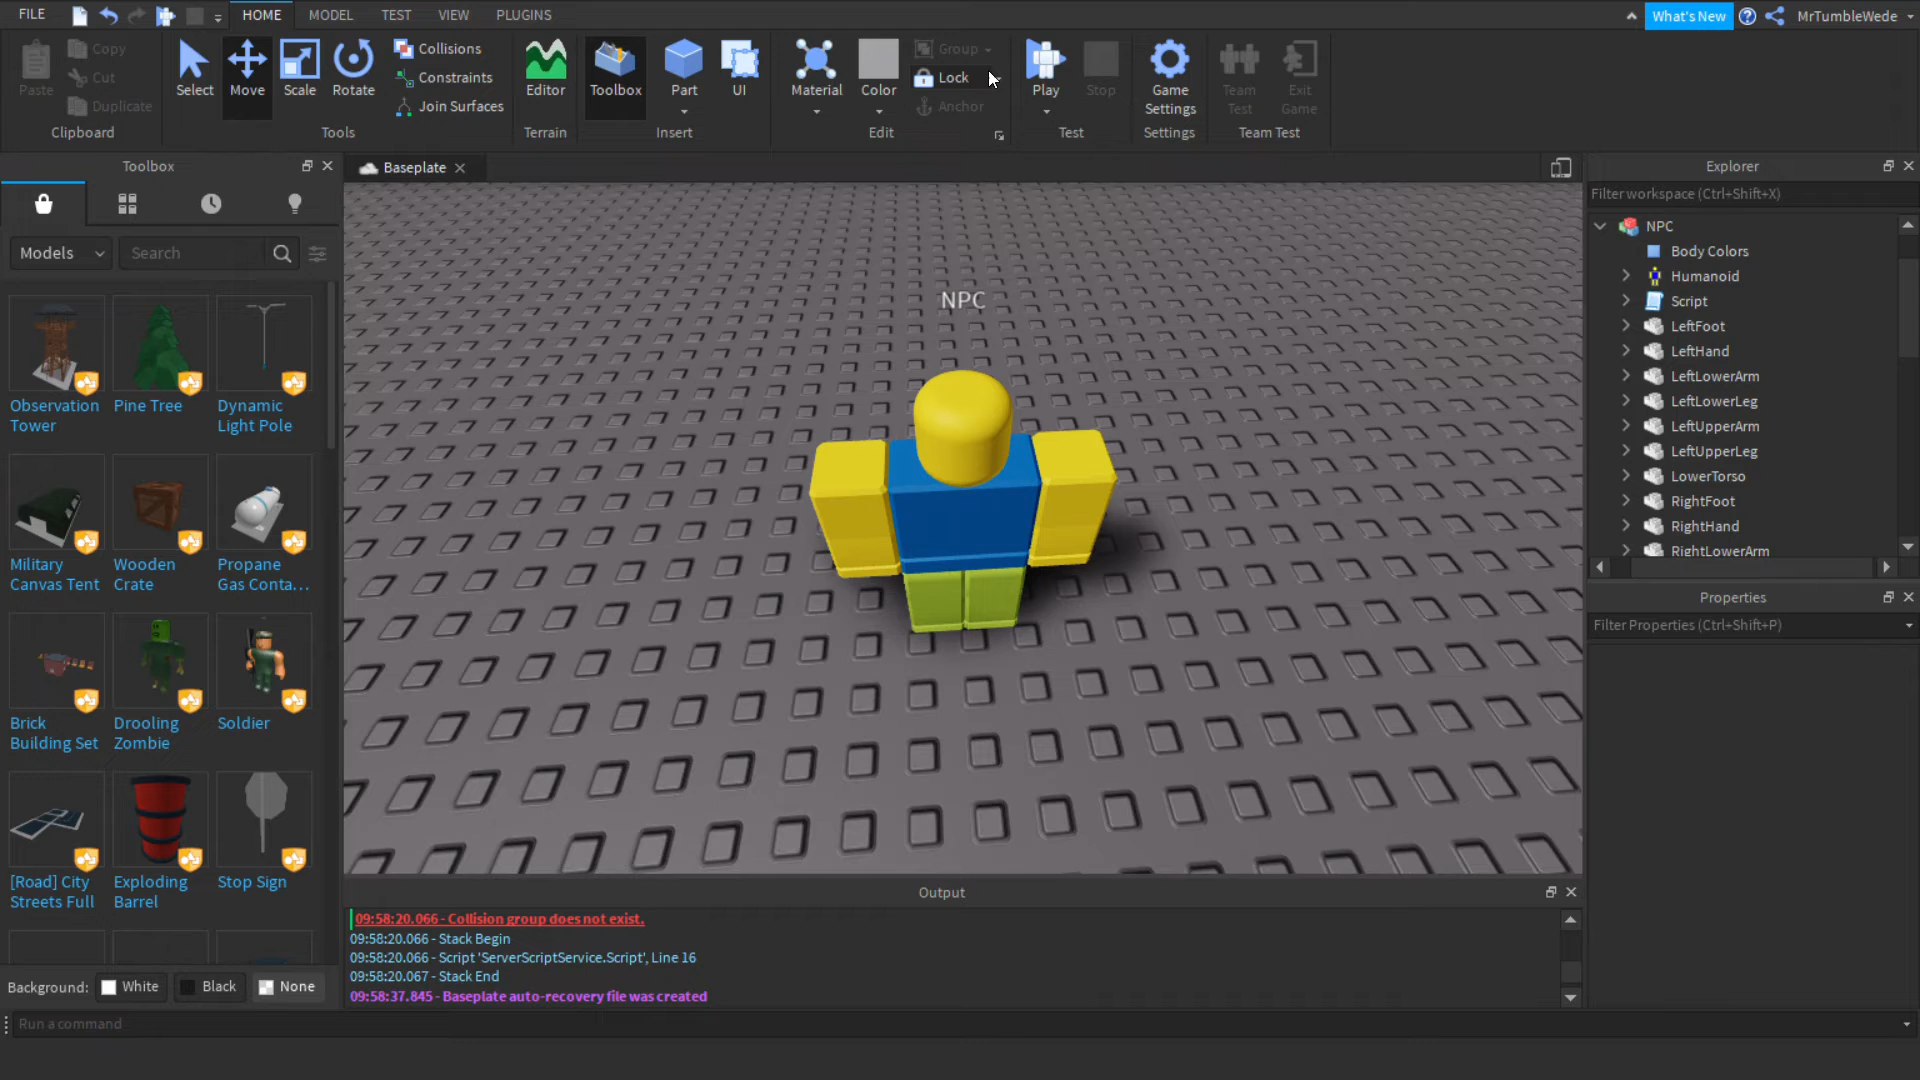 FILE
HOME
MODEL
TEST
VIEW
PLUGINS
What's New
MrTumbleWede
Paste
Copy
Cut
Duplicate
Clipboard
Select
Move
Scale
Rotate
Collisions
Constraints
Join Surfaces
Tools
Editor
Terrain
Toolbox
Part
UI
Insert
Material
Color
Group
Lock
Anchor
Edit
Play
Stop
Test
Game
Settings
Settings
Team
Test
Exit
Game
Team Test
Toolbox
Models
Search
Observation
Tower
Pine Tree
Dynamic
Light Pole
Military
Canvas Tent
Wooden
Crate
Propane
Gas Conta...
Brick
Building Set
Drooling
Zombie
Soldier
[Road] City
Streets Full
Exploding
Barrel
Stop Sign
Background:
White
Black
None
Baseplate
NPC
Output
09:58:20.066 - Collision group does not exist.
09:58:20.066 - Stack Begin
09:58:20.066 - Script 'ServerScriptService.Script', Line 16
09:58:20.067 - Stack End
09:58:37.845 - Baseplate auto-recovery file was created
Explorer
Filter workspace (Ctrl+Shift+X)
NPC
Body Colors
Humanoid
Script
LeftFoot
LeftHand
LeftLowerArm
LeftLowerLeg
LeftUpperArm
LeftUpperLeg
LowerTorso
RightFoot
RightHand
RightLowerArm
Properties
Filter Properties (Ctrl+Shift+P)
Run a command